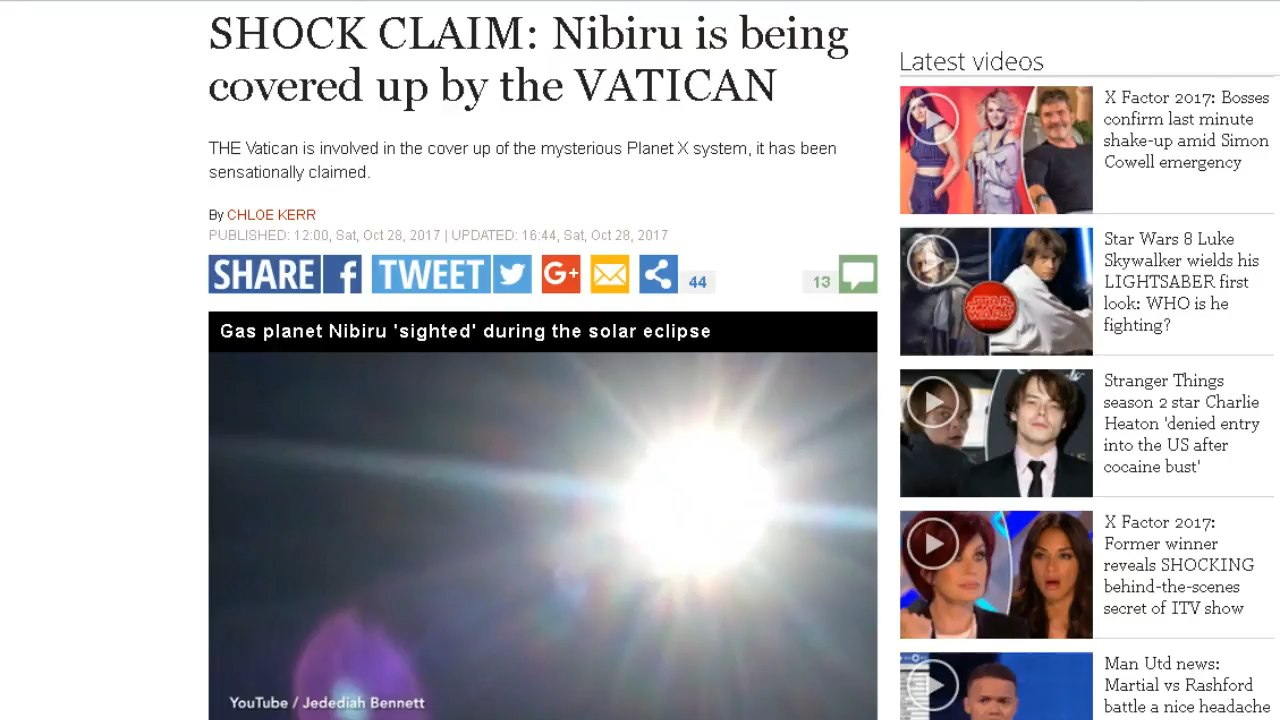 SHOCK CLAIM: Nibiru is being
covered up by the VATICAN
THE Vatican is involved in the cover up of the mysterious Planet X system, it has been
sensationally claimed.
By CHLOE KERR
PUBLISHED: 12:00, Sat, Oct 28, 2017 | UPDATED: 16:44, Sat, Oct 28, 2017
SHARE f TWEET G+ 44 13
Gas planet Nibiru 'sighted' during the solar eclipse
YouTube / Jedediah Bennett
Latest videos
X Factor 2017: Bosses
confirm last minute
shake-up amid Simon
Cowell emergency
Star Wars 8 Luke
Skywalker wields his
LIGHTSABER first
look: WHO is he
fighting?
STAR
WARS
Stranger Things
season 2 star Charlie
Heaton 'denied entry
into the US after
cocaine bust'
X Factor 2017:
Former winner
reveals SHOCKING
behind-the-scenes
secret of ITV show
Man Utd news:
Martial vs Rashford
battle a nice headache